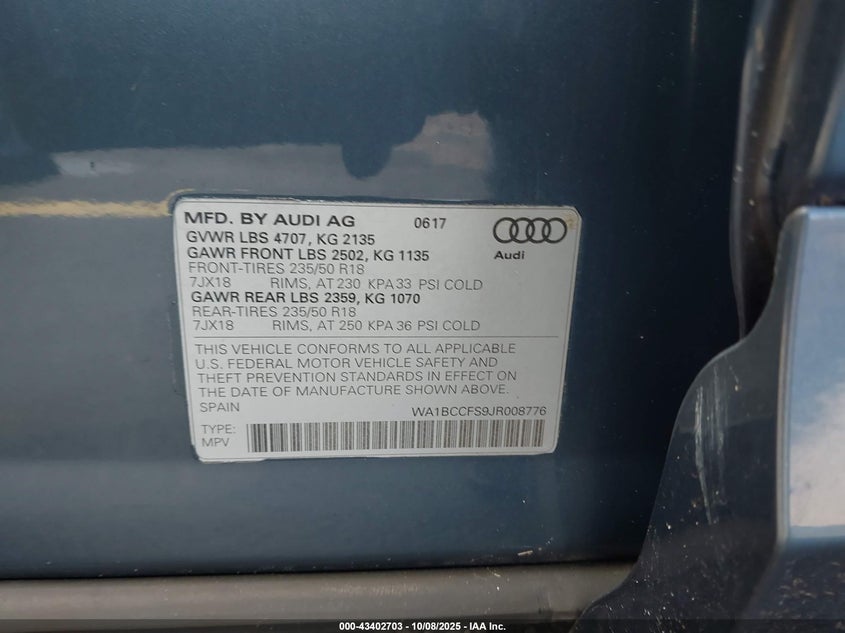 MFD. BY AUDI AG 0617
GVWR LBS 4707, KG 2135
GAWR FRONT LBS 2502, KG 1135
FRONT-TIRES 235/50 R18
7JX18 RIMS, AT 230 KPA 33 PSI COLD
GAWR REAR LBS 2359, KG 1070
REAR-TIRES 235/50 R18
7JX18 RIMS, AT 250 KPA 36 PSI COLD
Audi
THIS VEHICLE CONFORMS TO ALL APPLICABLE
U.S. FEDERAL MOTOR VEHICLE SAFETY AND
THEFT PREVENTION STANDARDS IN EFFECT ON
THE DATE OF MANUFACTURE SHOWN ABOVE.
SPAIN WA1BCCFS9JR008776
TYPE:
MPV
000-43402703 - 10/08/2025 - IAA Inc.